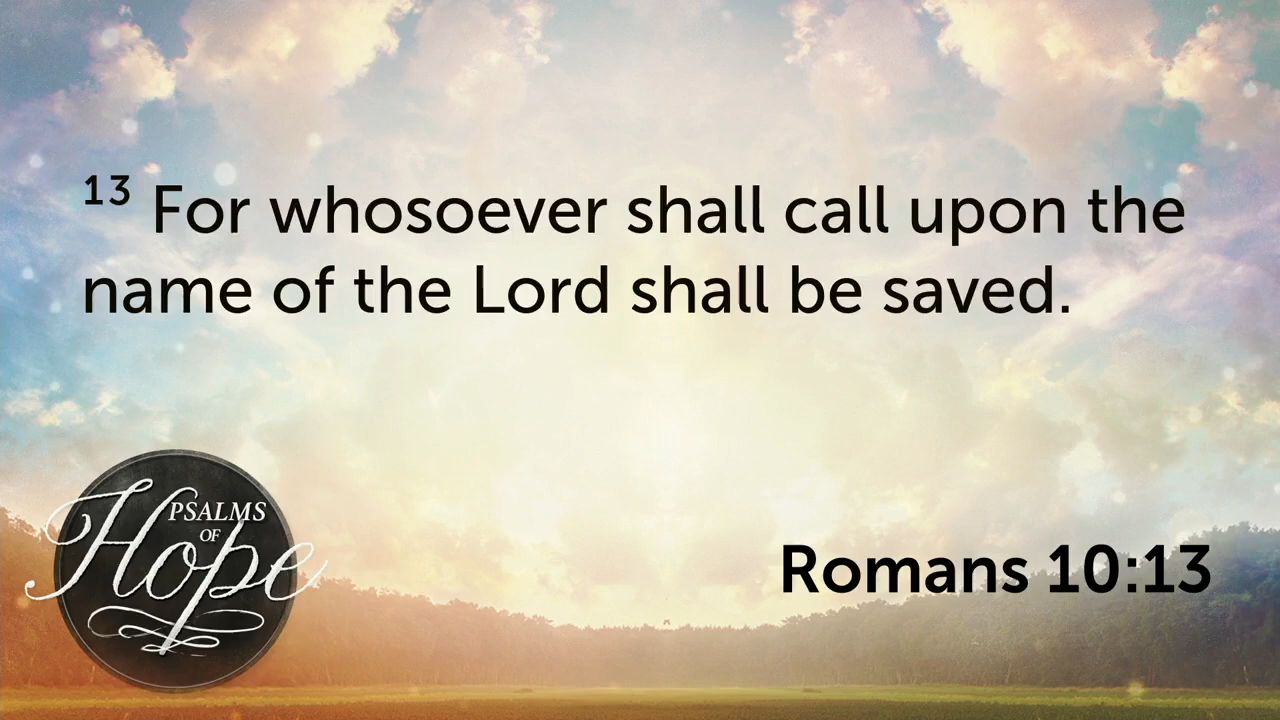 13 For whosoever shall call upon the
name of the Lord shall be saved.
PSALMS
OF
Hope
Romans 10:13